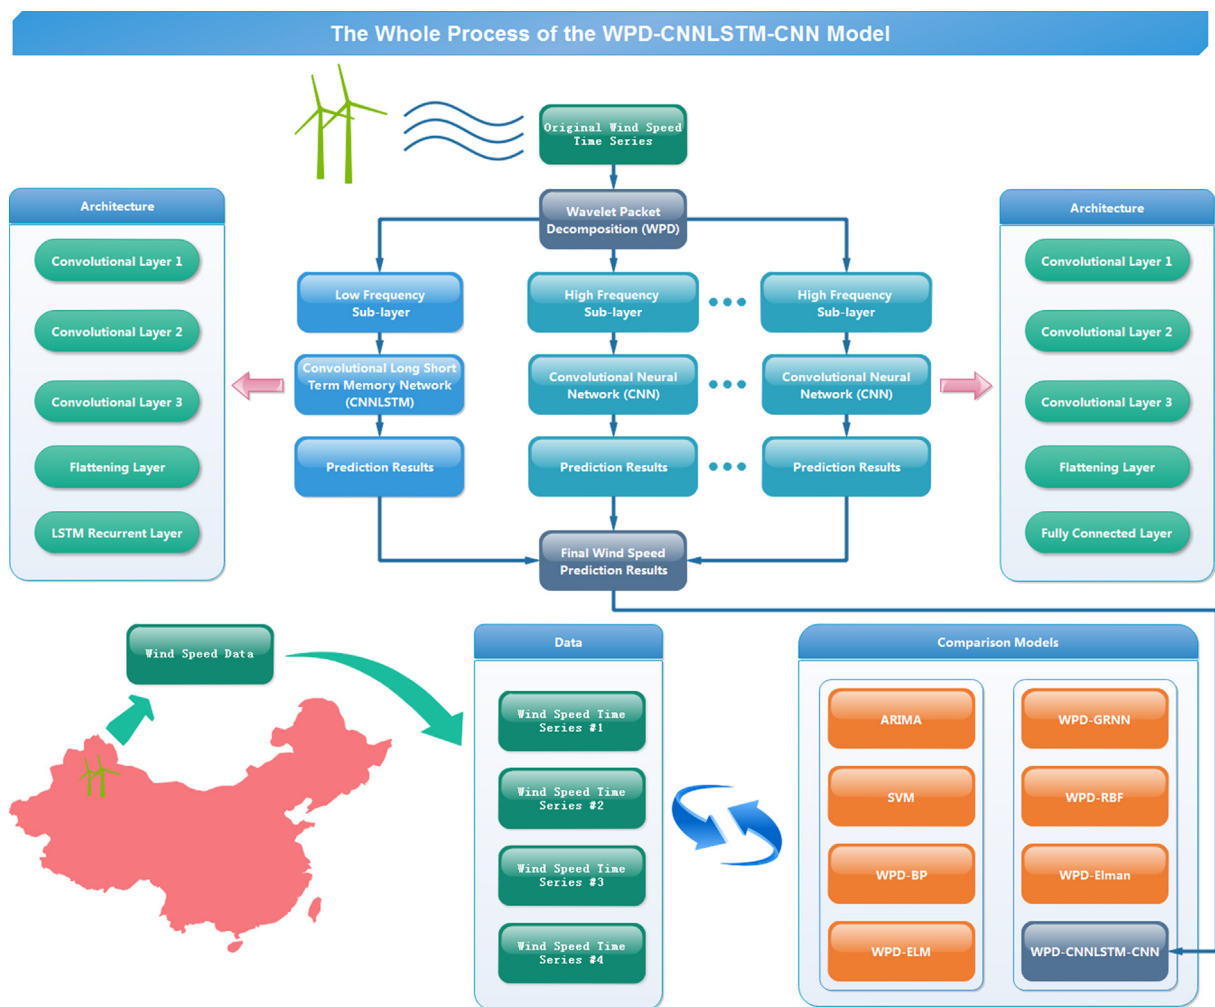 The Whole Process of the WPD-CNNLSTM-CNN Model
Original Wind Speed
Time Series
Wavelet Packet
Decomposition (WPD)
Architecture
Convolutional Layer 1
Convolutional Layer 2
Convolutional Layer 3
Flattening Layer
LSTM Recurrent Layer
Low Frequency
Sub-layer
Convolutional Long Short
Term Memory Network
(CNNLSTM)
Prediction Results
High Frequency
Sub-layer
Convolutional Neural
Network (CNN)
Prediction Results
High Frequency
Sub-layer
Convolutional Neural
Network (CNN)
Prediction Results
Architecture
Convolutional Layer 1
Convolutional Layer 2
Convolutional Layer 3
Flattening Layer
Fully Connected Layer
Final Wind Speed
Prediction Results
Wind Speed Data
Data
Wind Speed Time
Series #1
Wind Speed Time
Series #2
Wind Speed Time
Series #3
Wind Speed Time
Series #4
Comparison Models
ARIMA
SVM
WPD-BP
WPD-ELM
WPD-GRNN
WPD-RBF
WPD-Elman
WPD-CNNLSTM-CNN